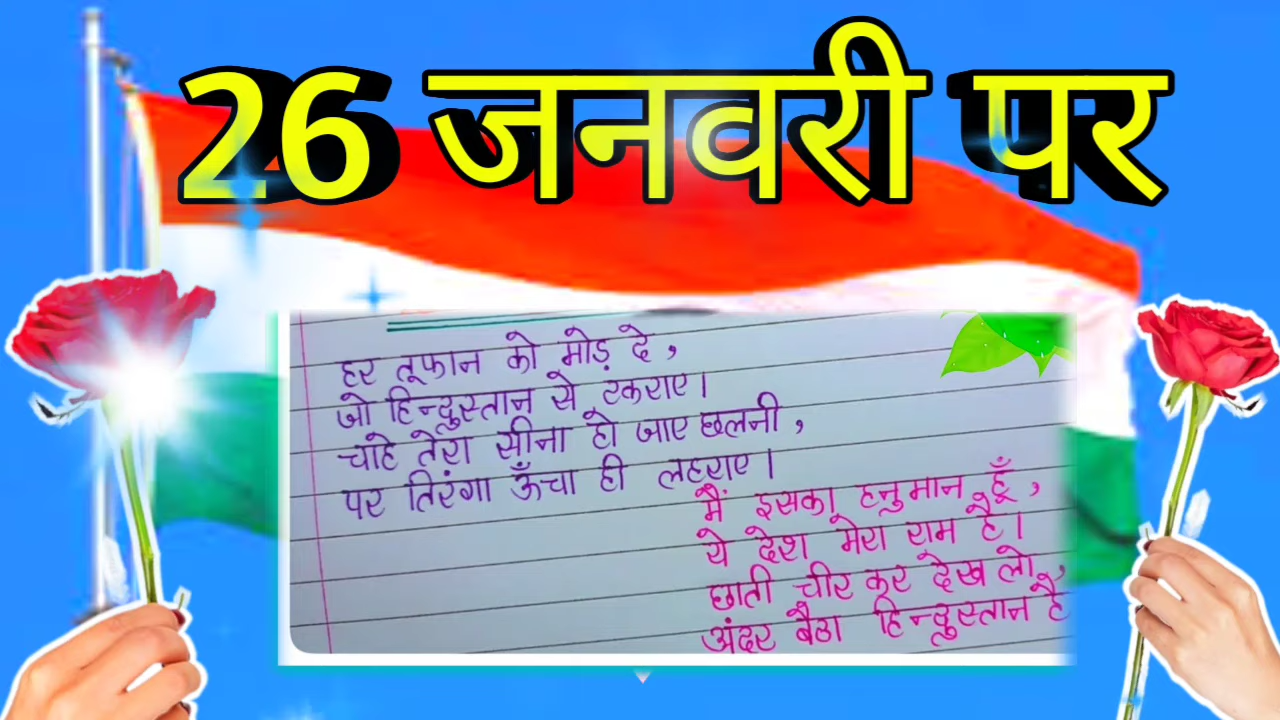 26 जनवरी पर
हर तूफान को मोड़ दे,
जो हिन्दुस्तान से टकराए।
चाहे तेरा सीना हो जाए छलनी,
पर तिरंगा ऊँचा ही लहराए।
मैं इसका हनुमान हूँ,
ये देश मेरा राम है।
छाती चीर कर देख लो,
अंदर बैठा हिन्दुस्तान है